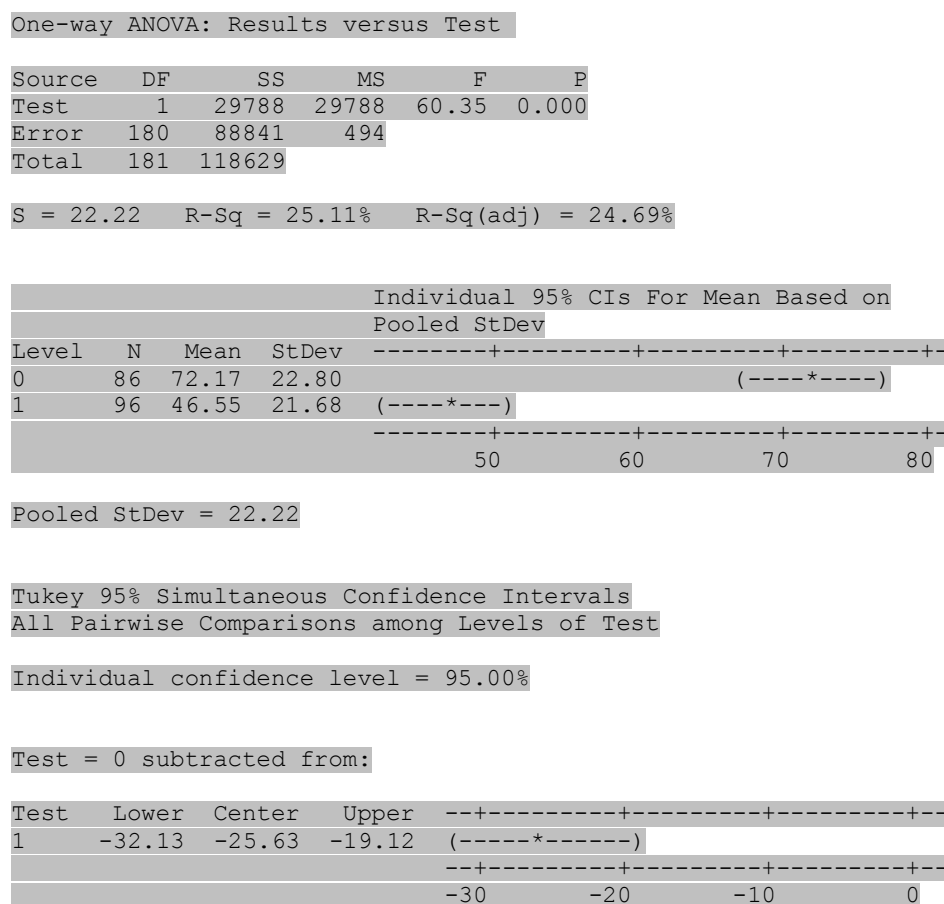 One-way ANOVA: Results versus Test
Source   DF      SS     MS      F      P
Test      1   29788  29788  60.35  0.000
Error   180   88841    494
Total   181  118629
S = 22.22   R-Sq = 25.11%   R-Sq(adj) = 24.69%
                         Individual 95% CIs For Mean Based on
                         Pooled StDev
Level   N   Mean  StDev  --------+---------+---------+---------+-
0      86  72.17  22.80                           (----*----)
1      96  46.55  21.68  (----*---)
                         --------+---------+---------+---------+-
                                50        60        70        80
Pooled StDev = 22.22
Tukey 95% Simultaneous Confidence Intervals
All Pairwise Comparisons among Levels of Test
Individual confidence level = 95.00%
Test = 0 subtracted from:
Test   Lower  Center   Upper  --+---------+---------+---------+--
1     -32.13  -25.63  -19.12  (-----*------)
                              --+---------+---------+---------+--
                              -30       -20       -10         0